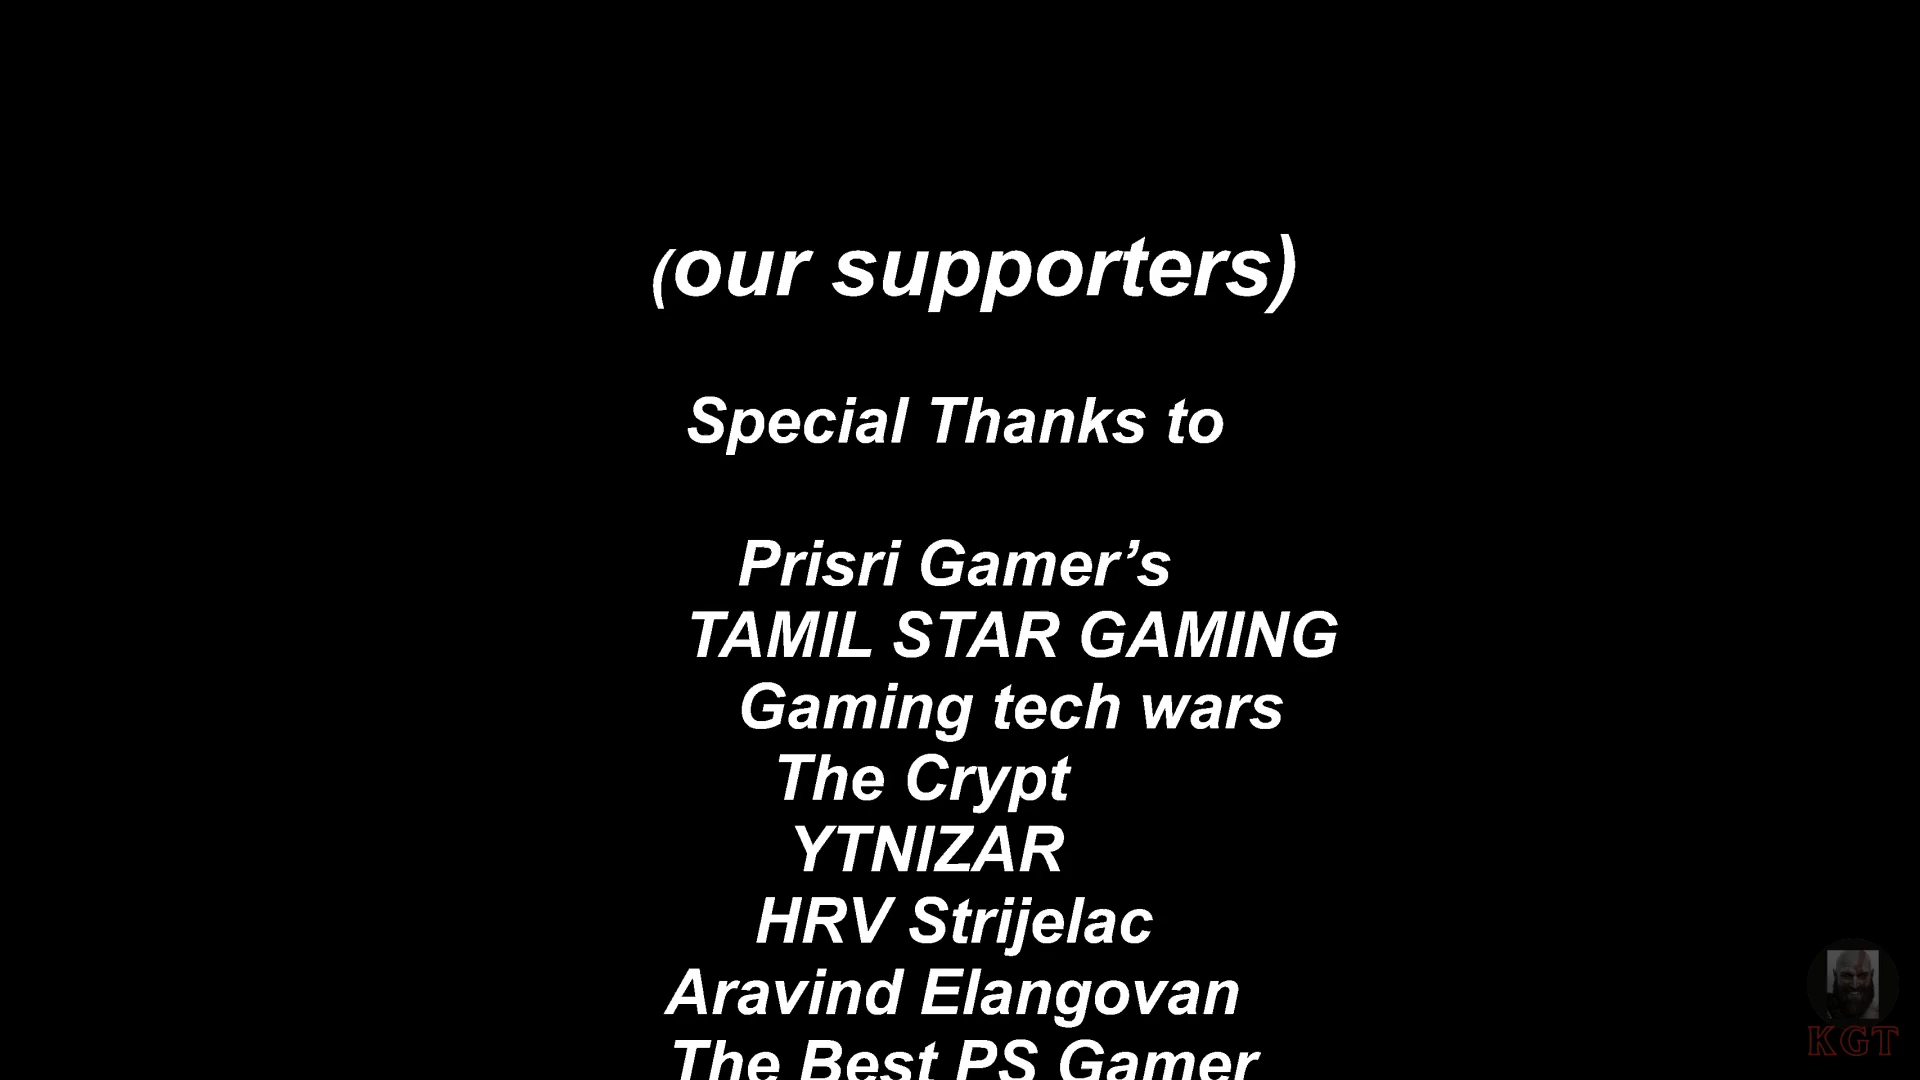 (our supporters)
Special Thanks to
Prisri Gamer’s
TAMIL STAR GAMING
Gaming tech wars
The Crypt
YTNIZAR
HRV Strijelac
Aravind Elangovan
The Best PS Gamer
KGT